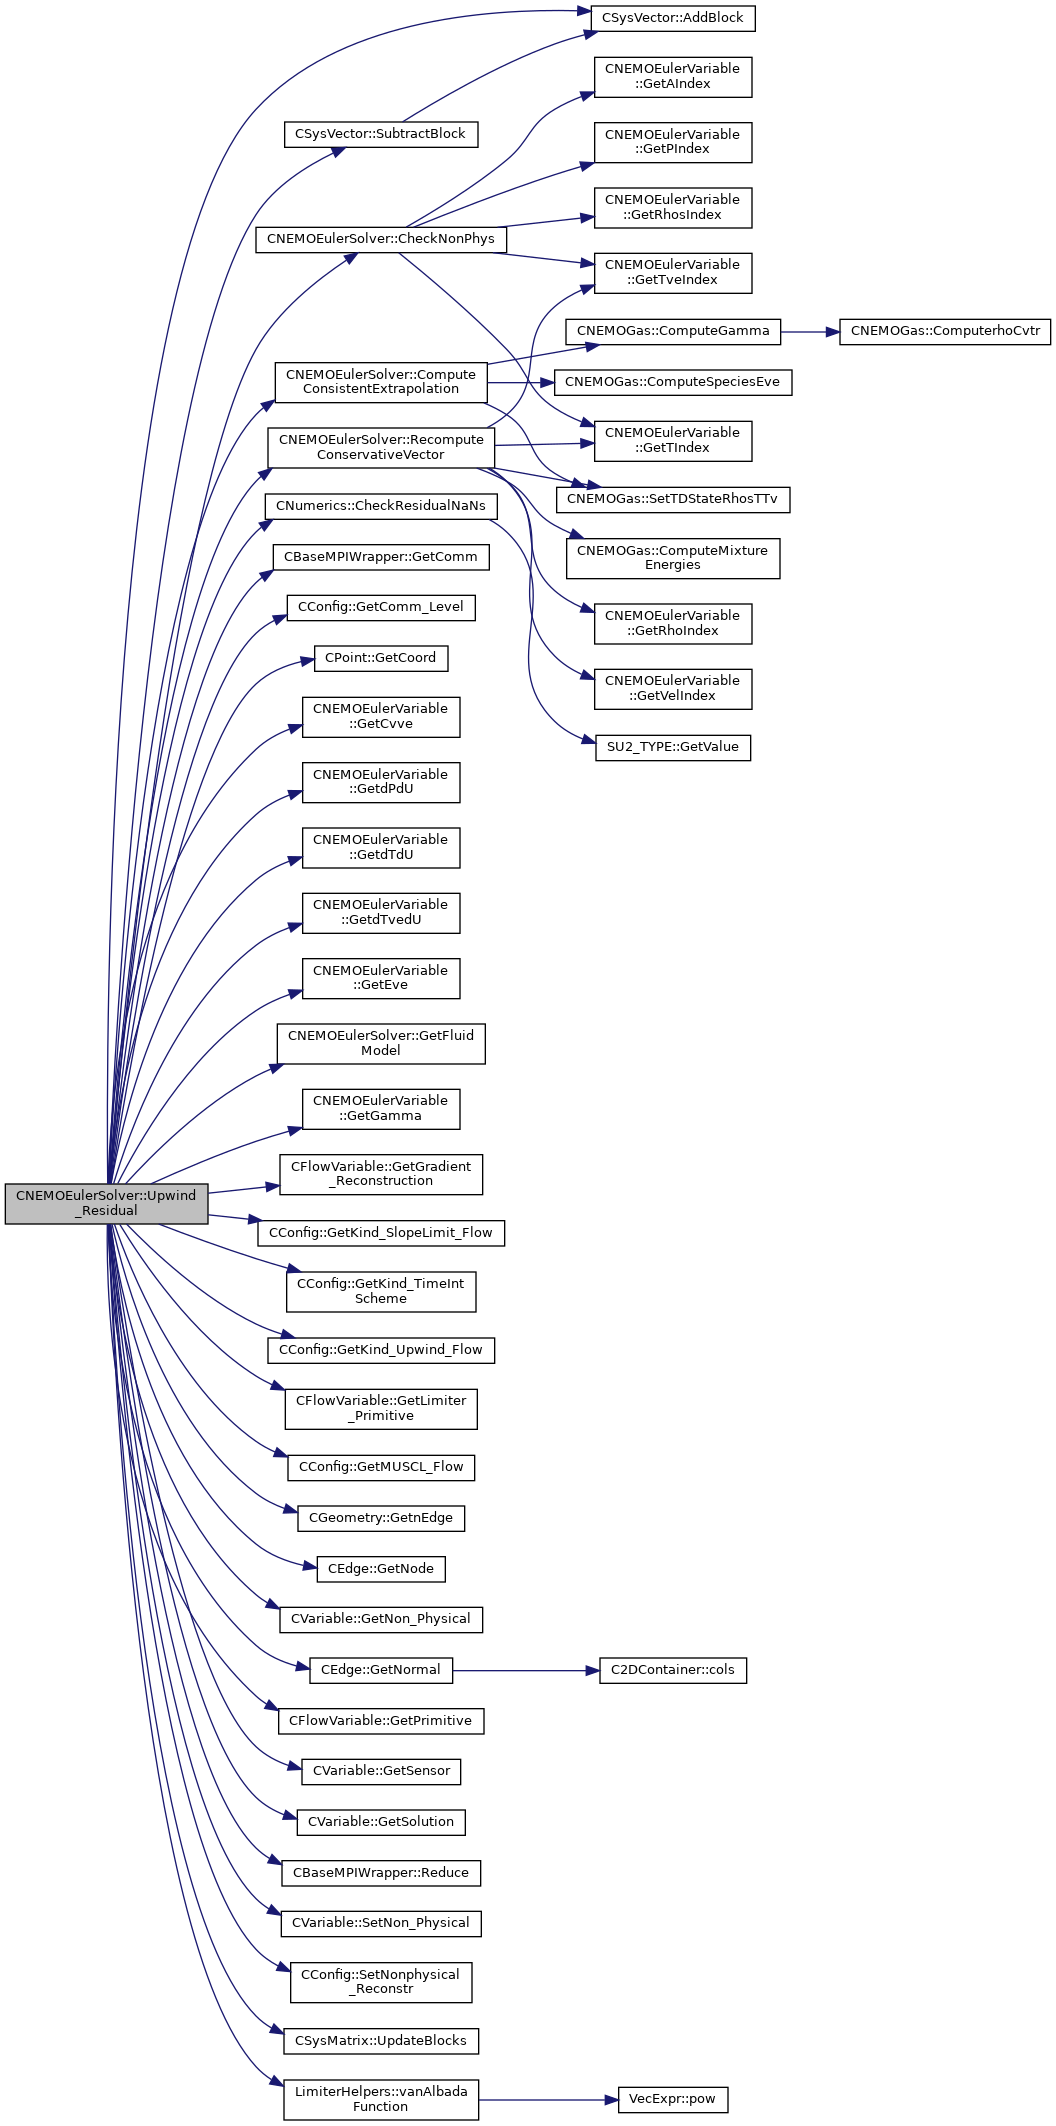 CSysVector::AddBlock
CNEMOEulerVariable
::GetAIndex
CSysVector::SubtractBlock
CNEMOEulerVariable
::GetPIndex
CNEMOEulerVariable
::GetRhosIndex
CNEMOEulerSolver::CheckNonPhys
CNEMOEulerVariable
::GetTveIndex
CNEMOGas::ComputeGamma
CNEMOGas::ComputerhoCvtr
CNEMOEulerSolver::Compute
ConsistentExtrapolation
CNEMOGas::ComputeSpeciesEve
CNEMOEulerSolver::Recompute
ConservativeVector
CNEMOEulerVariable
::GetTIndex
CNumerics::CheckResidualNaNs
CNEMOGas::SetTDStateRhosTTv
CBaseMPIWrapper::GetComm
CNEMOGas::ComputeMixture
Energies
CConfig::GetComm_Level
CNEMOEulerVariable
::GetRhoIndex
CPoint::GetCoord
CNEMOEulerVariable
::GetVelIndex
CNEMOEulerVariable
::GetCvve
SU2_TYPE::GetValue
CNEMOEulerVariable
::GetdPdU
CNEMOEulerVariable
::GetdTdU
CNEMOEulerVariable
::GetdTvedU
CNEMOEulerVariable
::GetEve
CNEMOEulerSolver::GetFluid
Model
CNEMOEulerVariable
::GetGamma
CFlowVariable::GetGradient
_Reconstruction
CNEMOEulerSolver::Upwind
_Residual
CConfig::GetKind_SlopeLimit_Flow
CConfig::GetKind_TimeInt
Scheme
CConfig::GetKind_Upwind_Flow
CFlowVariable::GetLimiter
_Primitive
CConfig::GetMUSCL_Flow
CGeometry::GetnEdge
CEdge::GetNode
CVariable::GetNon_Physical
CEdge::GetNormal
C2DContainer::cols
CFlowVariable::GetPrimitive
CVariable::GetSensor
CVariable::GetSolution
CBaseMPIWrapper::Reduce
CVariable::SetNon_Physical
CConfig::SetNonphysical
_Reconstr
CSysMatrix::UpdateBlocks
LimiterHelpers::vanAlbada
Function
VecExpr::pow